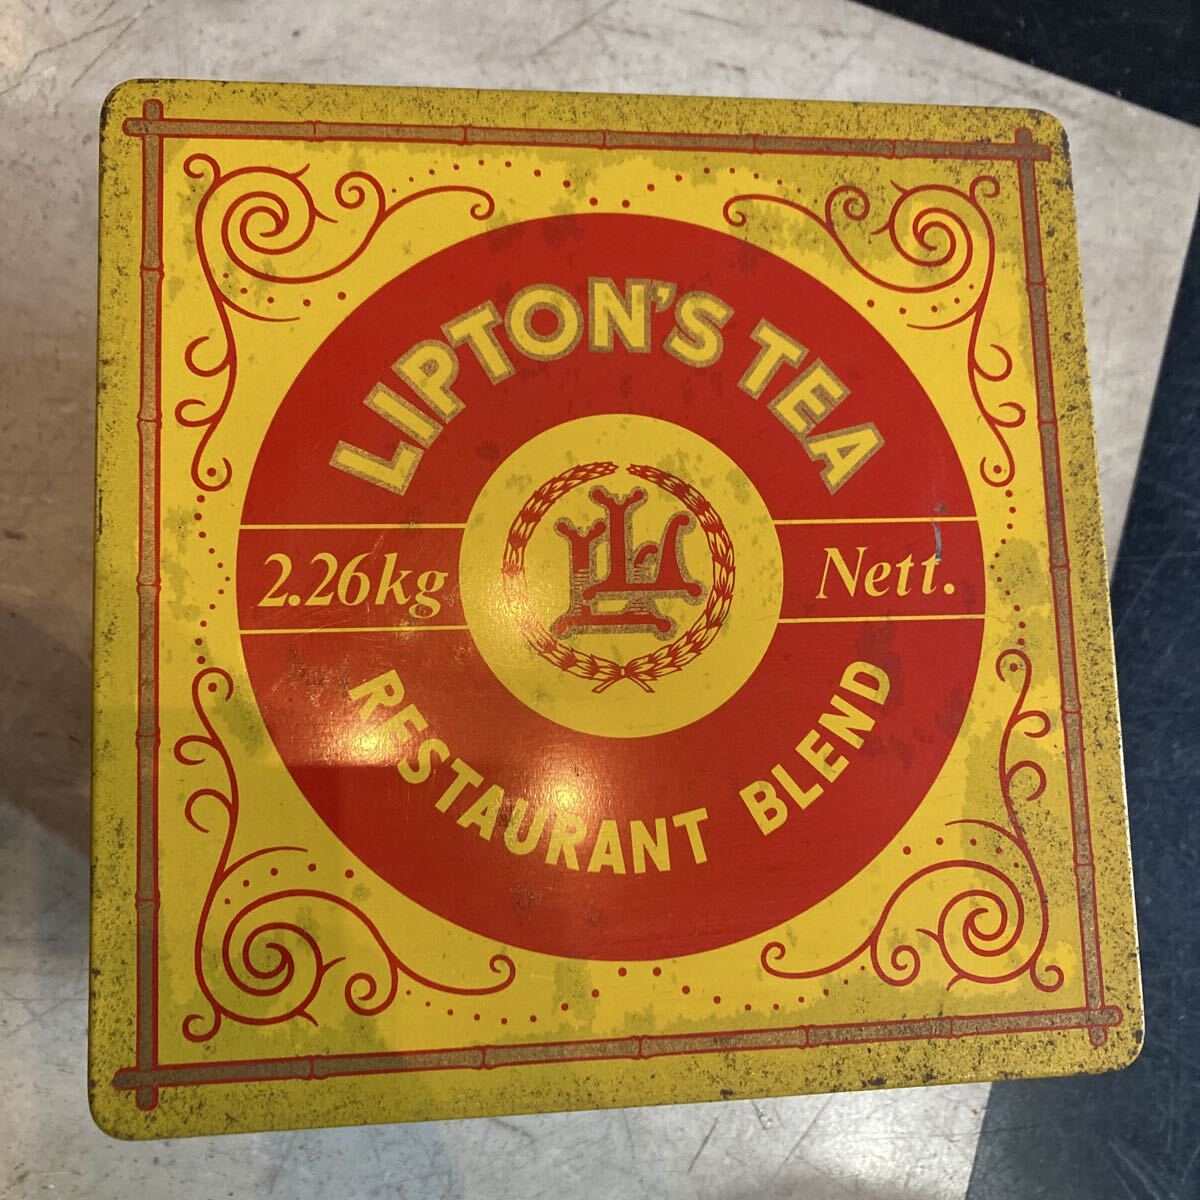 LIPTON'S TEA
2.26kg Nett.
RESTAURANT BLEND